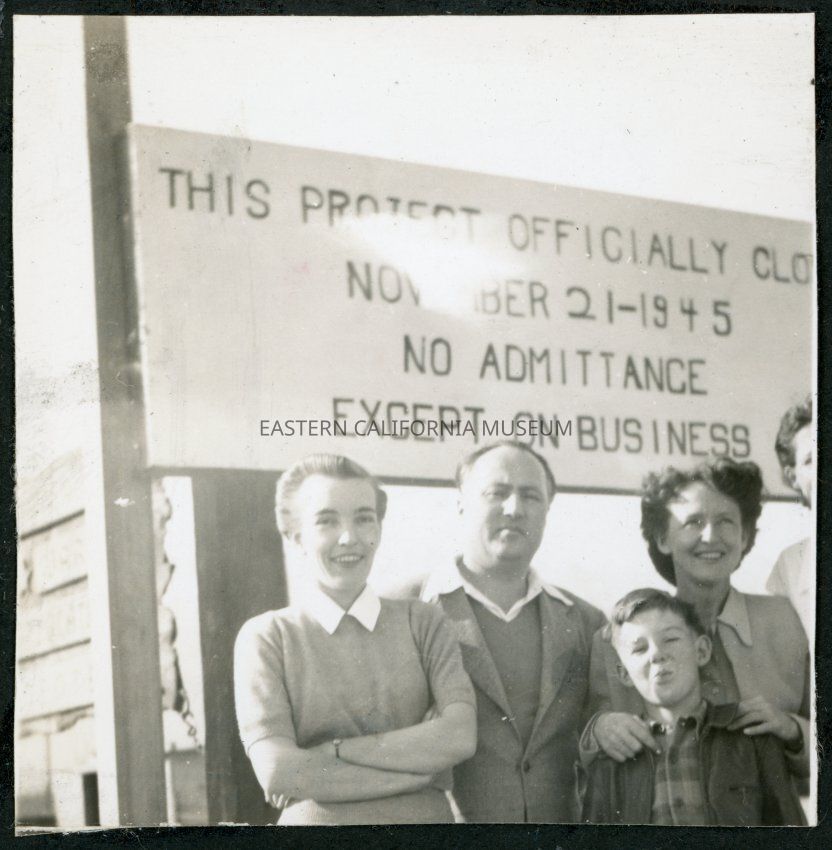 THIS PROJECT OFFICIALLY CLO
NOVEMBER 21-1945
NO ADMITTANCE
EXCEPT ON BUSINESS
EASTERN CALIFORNIA MUSEUM